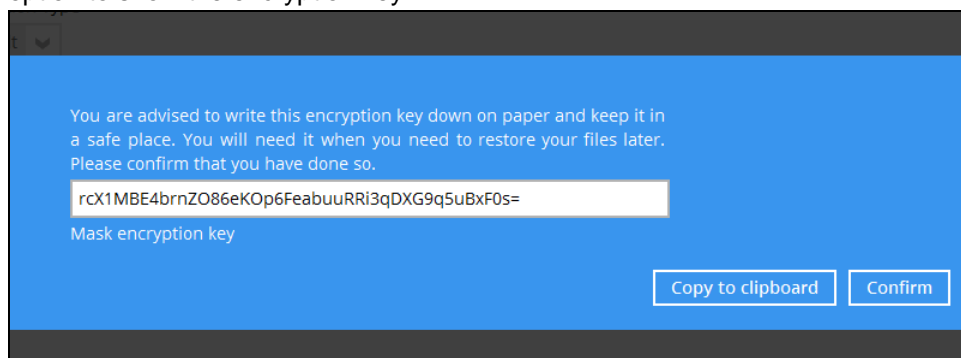 You are advised to write this encryption key down on paper and keep it in
a safe place. You will need it when you need to restore your files later.
Please confirm that you have done so.
rcX1MBE4brnZO86eKOp6FeabuuRRi3qDXG9q5uBxF0s=
Mask encryption key
Copy to clipboard Confirm